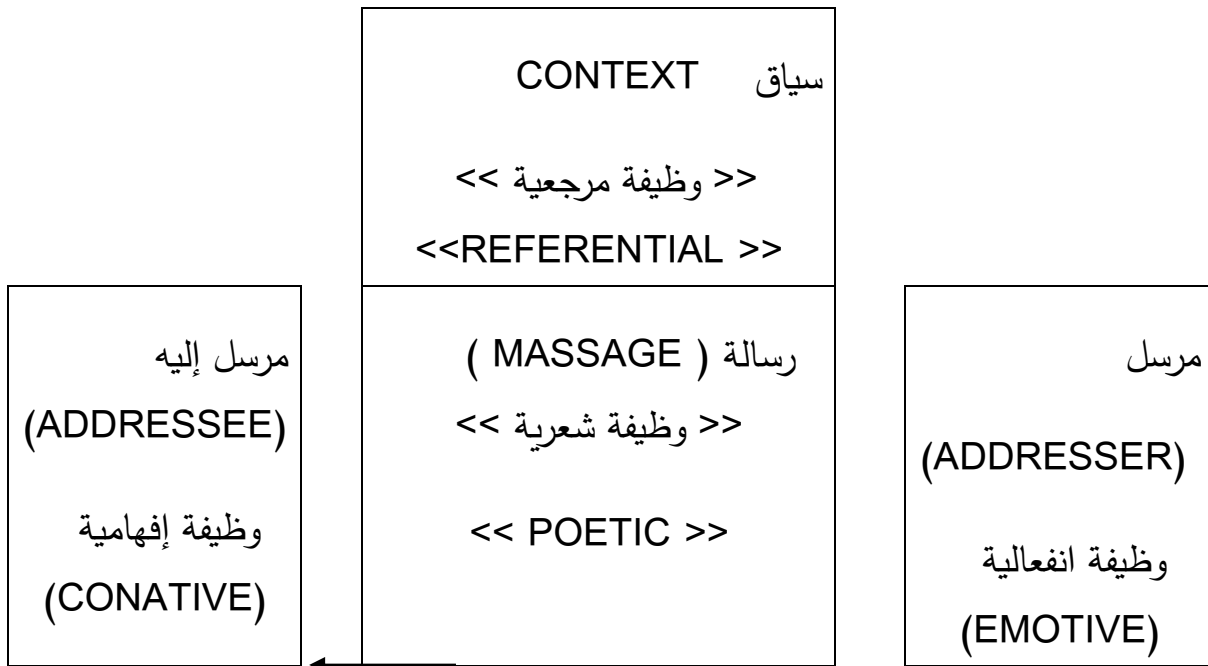 سياق CONTEXT
<< وظيفة مرجعية >>
<<REFERENTIAL >>
مرسل
(ADDRESSER)
وظيفة انفعالية
(EMOTIVE)
رسالة ( MASSAGE )
<< وظيفة شعرية >>
<< POETIC >>
مرسل إليه
(ADDRESSEE)
وظيفة إفهامية
(CONATIVE)